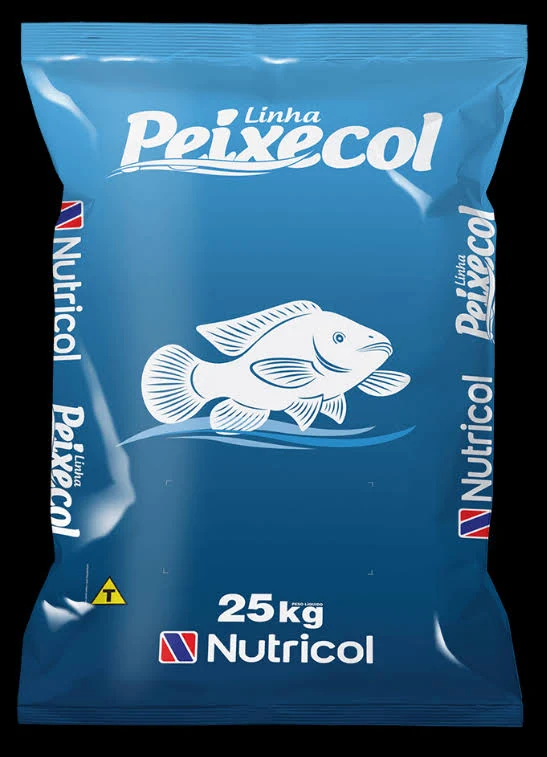 Linha
Peixecol
Nutricol
Linha
Peixecol
Linha
Peixecol
Nutricol
T
25kg
PESO LÍQUIDO
Nutricol